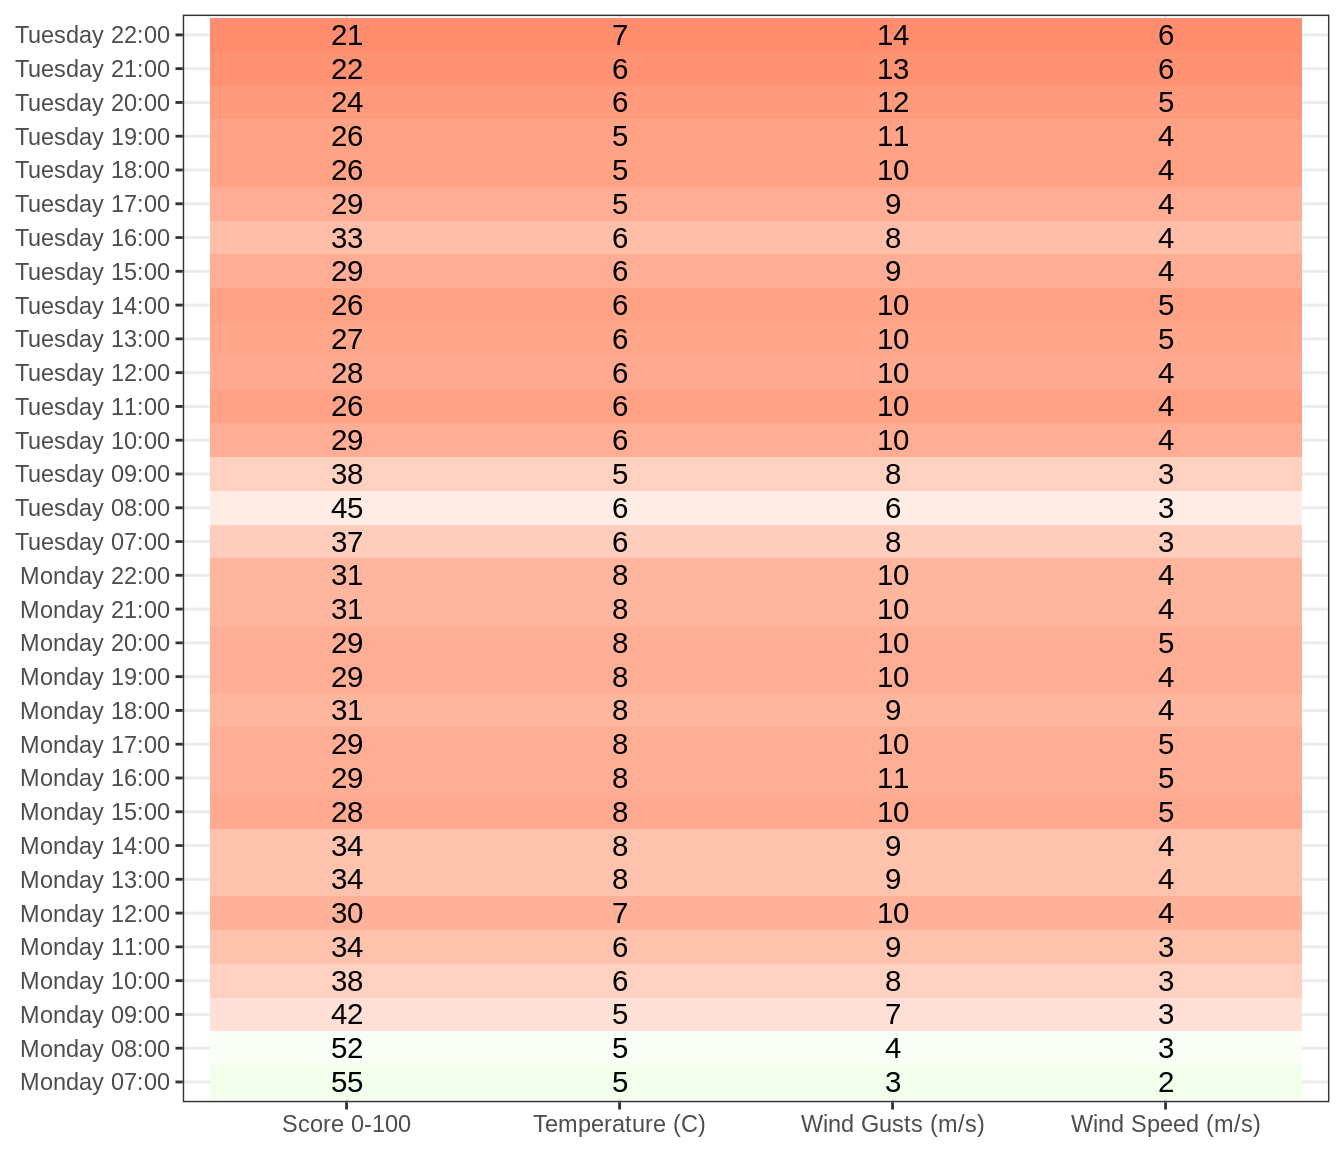 Tuesday 22:00 21 7 14 6
Tuesday 21:00 22 6 13 6
Tuesday 20:00 24 6 12 5
Tuesday 19:00 26 5 11 4
Tuesday 18:00 26 5 10 4
Tuesday 17:00 29 5 9 4
Tuesday 16:00 33 6 8 4
Tuesday 15:00 29 6 9 4
Tuesday 14:00 26 6 10 5
Tuesday 13:00 27 6 10 5
Tuesday 12:00 28 6 10 4
Tuesday 11:00 26 6 10 4
Tuesday 10:00 29 6 10 4
Tuesday 09:00 38 5 8 3
Tuesday 08:00 45 6 6 3
Tuesday 07:00 37 6 8 3
Monday 22:00 31 8 10 4
Monday 21:00 31 8 10 4
Monday 20:00 29 8 10 5
Monday 19:00 29 8 10 4
Monday 18:00 31 8 9 4
Monday 17:00 29 8 10 5
Monday 16:00 29 8 11 5
Monday 15:00 28 8 10 5
Monday 14:00 34 8 9 4
Monday 13:00 34 8 9 4
Monday 12:00 30 7 10 4
Monday 11:00 34 6 9 3
Monday 10:00 38 6 8 3
Monday 09:00 42 5 7 3
Monday 08:00 52 5 4 3
Monday 07:00 55 5 3 2
Score 0-100 Temperature (C) Wind Gusts (m/s) Wind Speed (m/s)